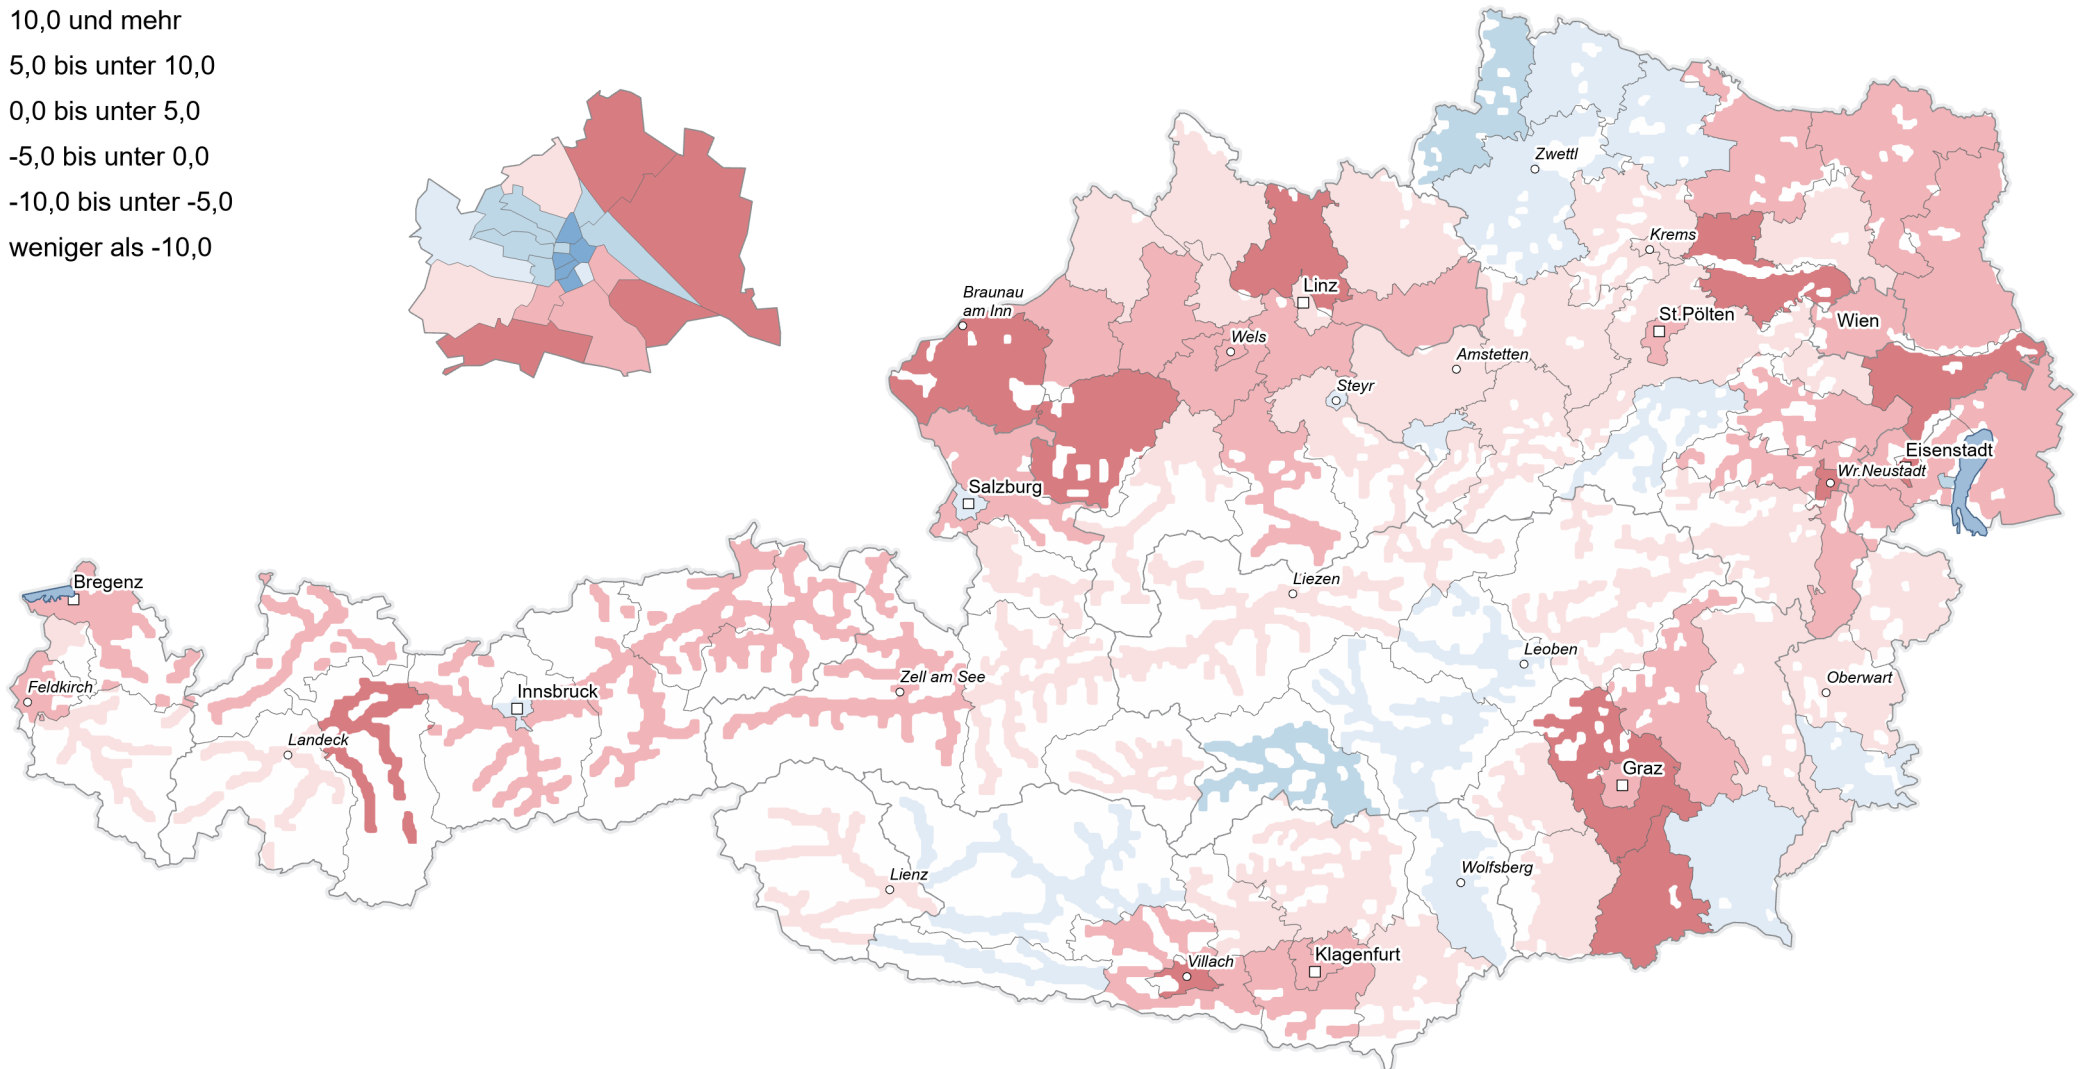 10,0 und mehr
5,0 bis unter 10,0
0,0 bis unter 5,0
-5,0 bis unter 0,0
-10,0 bis unter -5,0
weniger als -10,0
Zwettl
Krems
Linz
Braunau
am Inn
St.Pölten
Wien
Wels
Amstetten
Steyr
Eisenstadt
Wr.Neustadt
Salzburg
Bregenz
Liezen
Leoben
Feldkirch
Innsbruck
Zell am See
Oberwart
Landeck
Graz
Lienz
Wolfsberg
Villach
Klagenfurt